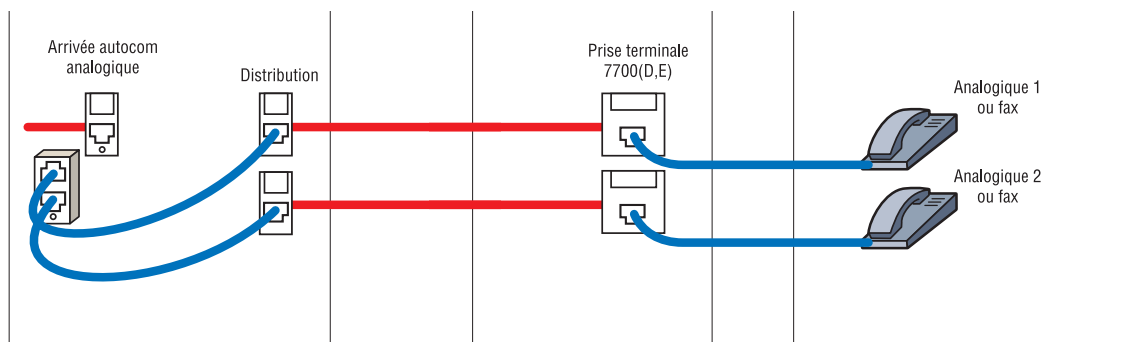 Arrivée autocom
analogique
Distribution
Prise terminale
7700(D,E)
Analogique 1
ou fax
Analogique 2
ou fax